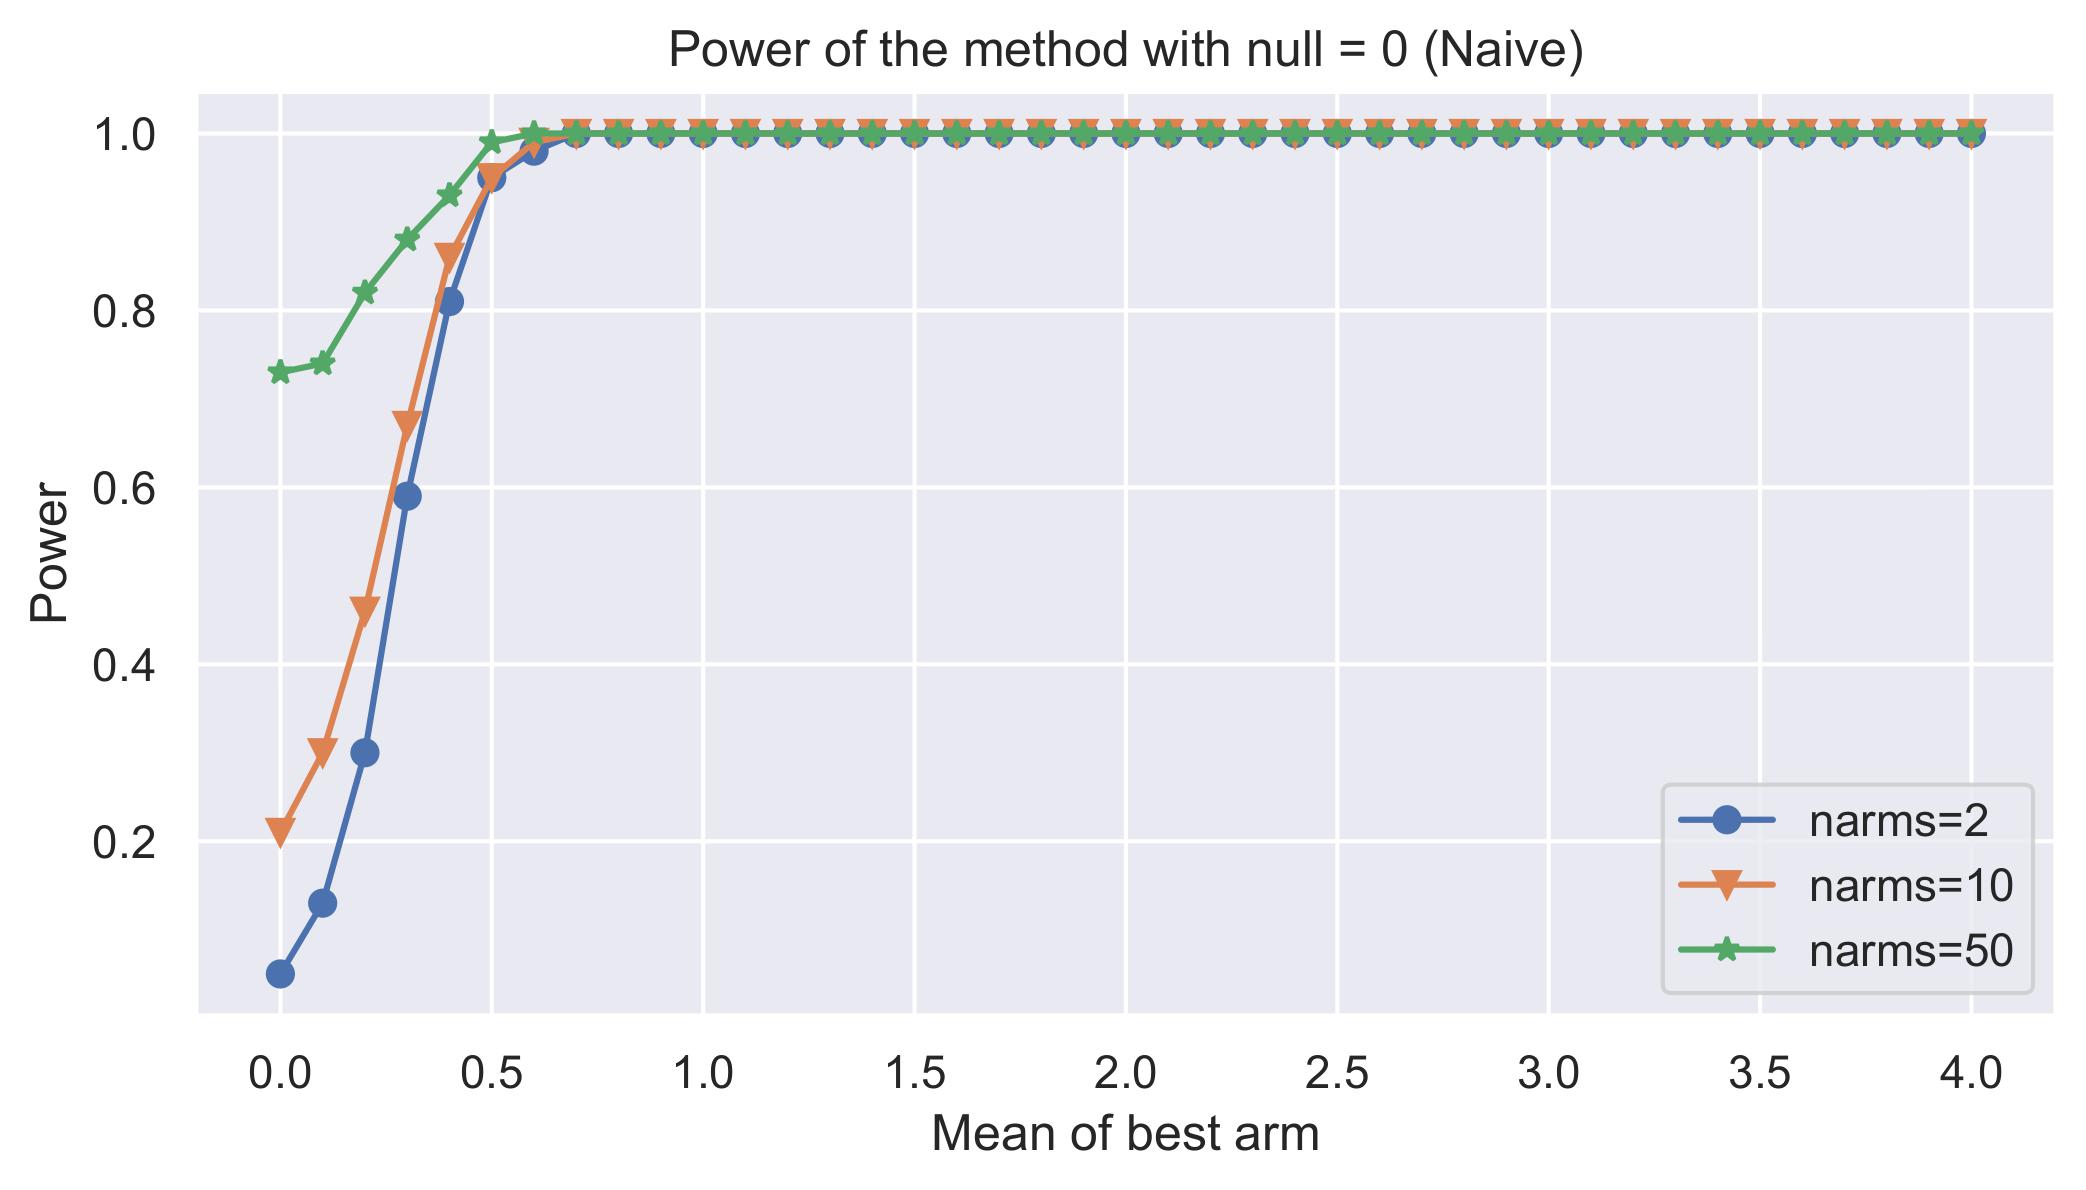 Power of the method with null = 0 (Naive)
Power
1.0
0.8
0.6
0.4
0.2
narms=2
narms=10
narms=50
0.0 0.5 1.0 1.5 2.0 2.5 3.0 3.5 4.0
Mean of best arm